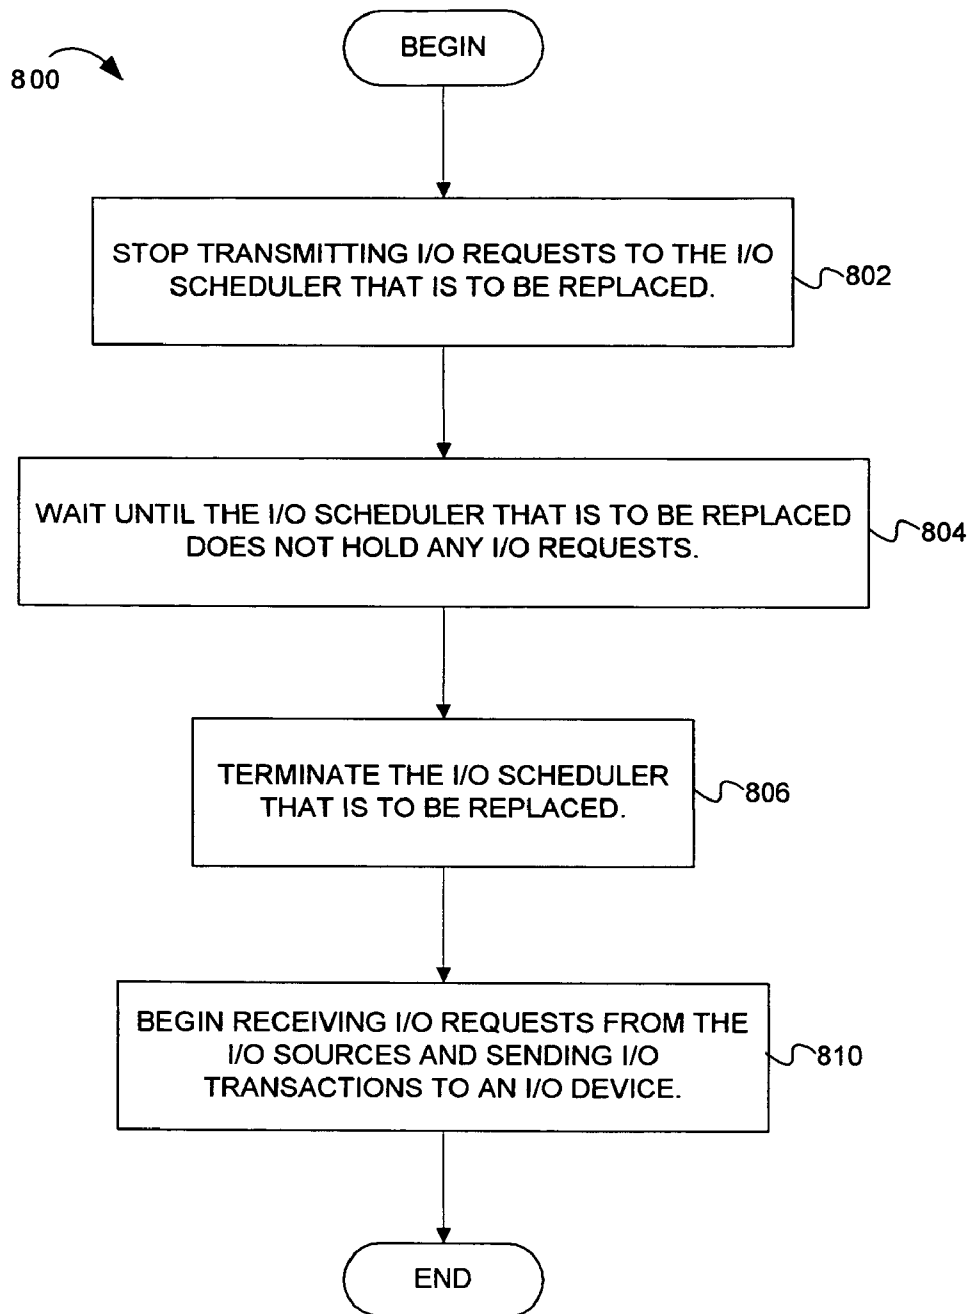 BEGIN
800
STOP TRANSMITTING I/O REQUESTS TO THE I/O
SCHEDULER THAT IS TO BE REPLACED.
802
WAIT UNTIL THE I/O SCHEDULER THAT IS TO BE REPLACED
DOES NOT HOLD ANY I/O REQUESTS.
804
TERMINATE THE I/O SCHEDULER
THAT IS TO BE REPLACED.
806
BEGIN RECEIVING I/O REQUESTS FROM THE
I/O SOURCES AND SENDING I/O
TRANSACTIONS TO AN I/O DEVICE.
810
END